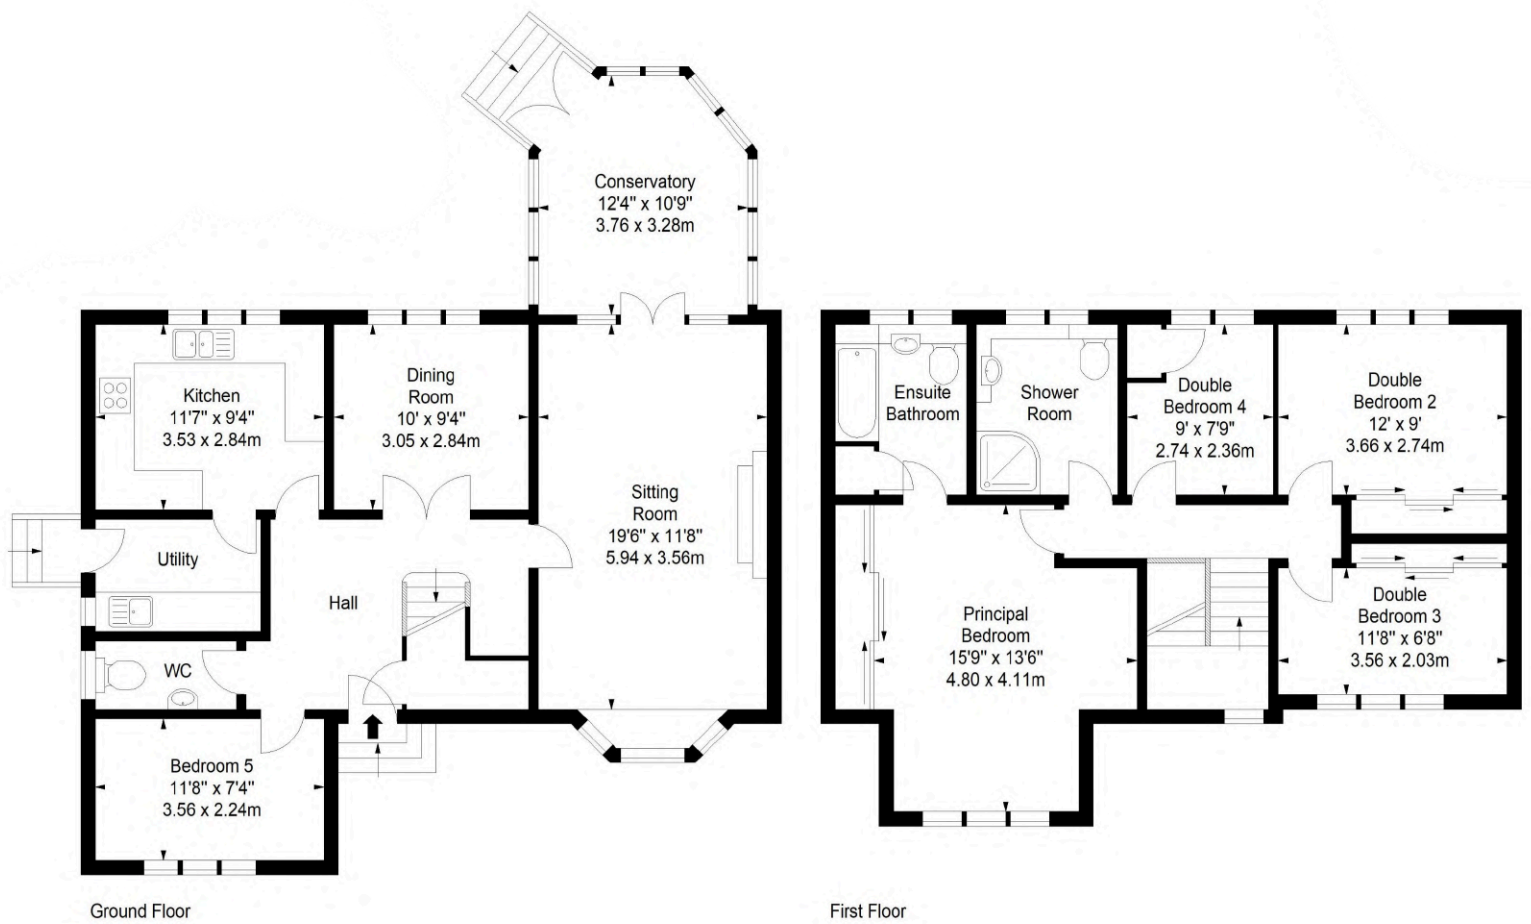 Conservatory
12'4" x 10'9"
3.76 x 3.28m
Kitchen
11'7" x 9'4"
3.53 x 2.84m
Dining
Room
10' x 9'4"
3.05 x 2.84m
Sitting
Room
19'6" x 11'8"
5.94 x 3.56m
Utility
Hall
WC
Bedroom 5
11'8" x 7'4"
3.56 x 2.24m
Ground Floor
Ensuite
Bathroom
Shower
Room
Double
Bedroom 4
9' x 7'9"
2.74 x 2.36m
Double
Bedroom 2
12' x 9'
3.66 x 2.74m
Principal
Bedroom
15'9" x 13'6"
4.80 x 4.11m
Double
Bedroom 3
11'8" x 6'8"
3.56 x 2.03m
First Floor